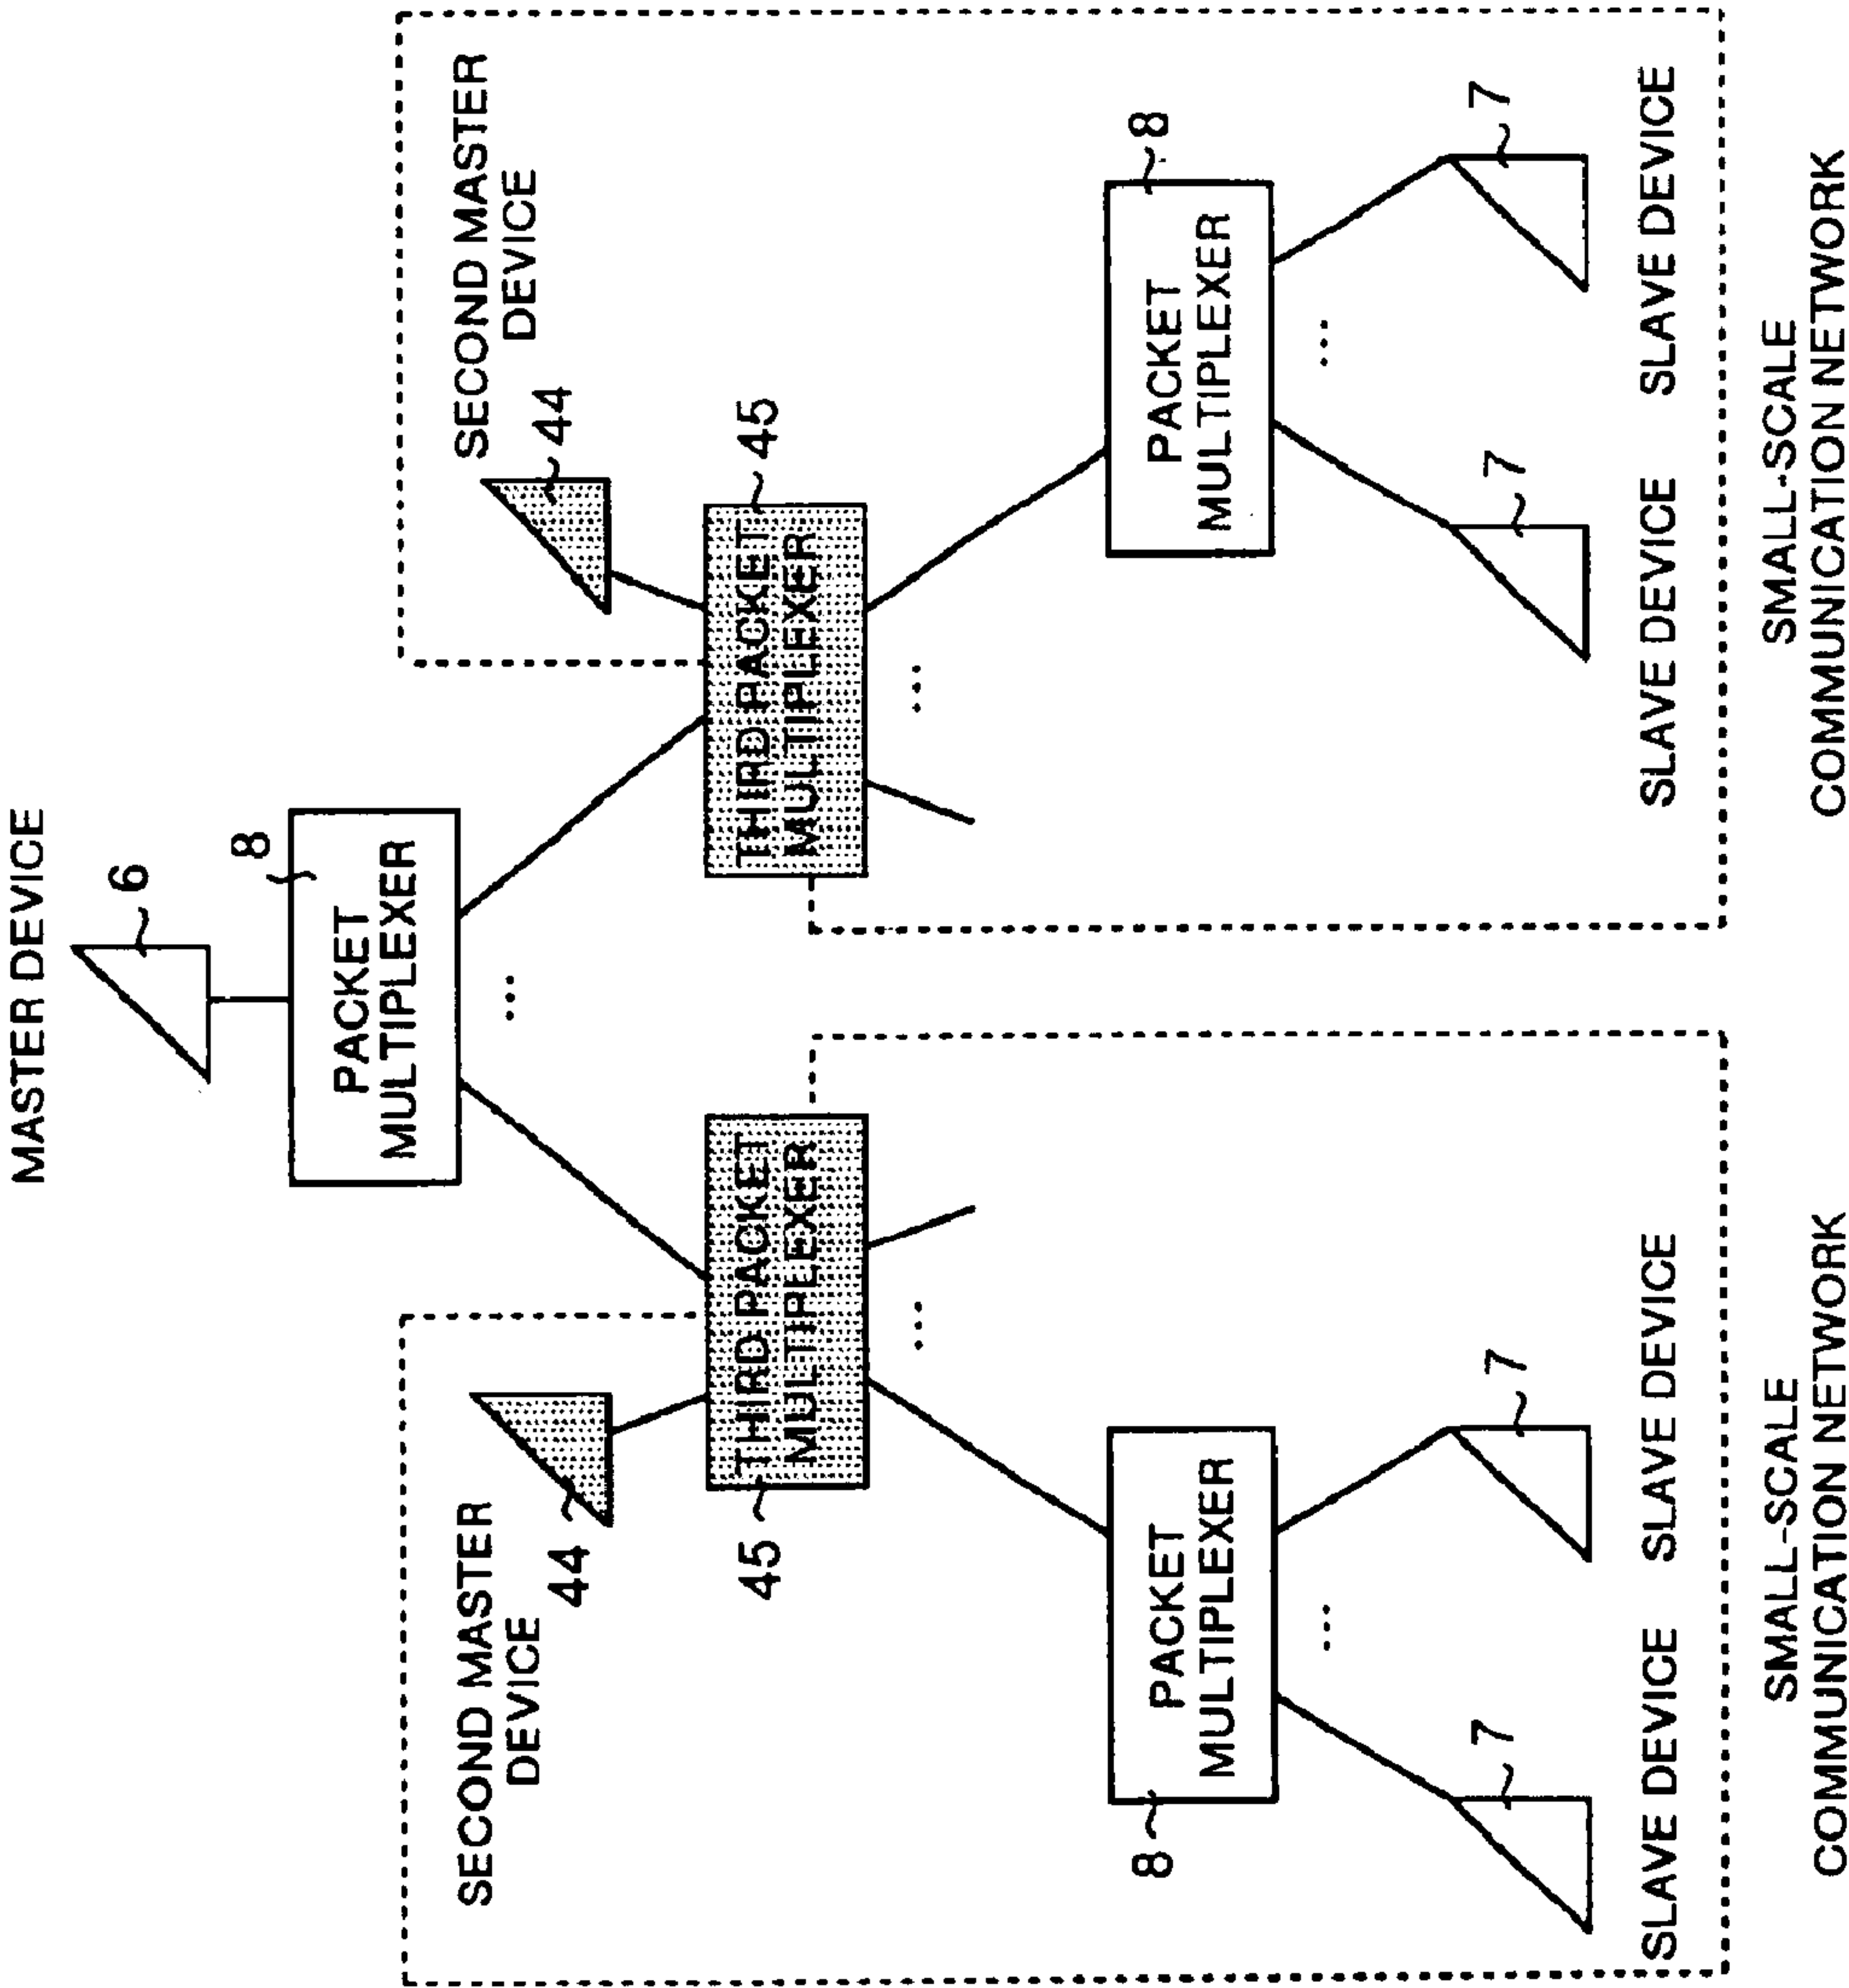 MASTER DEVICE
6
8
PACKET
MULTIPLEXER
...
SECOND MASTER
DEVICE
44
45
THIRD PACKET
MULTIPLEXER
...
8
PACKET
MULTIPLEXER
...
7
7
SLAVE DEVICE
SLAVE DEVICE
SMALL-SCALE
COMMUNICATION NETWORK
SECOND MASTER
DEVICE
44
45
THIRD PACKET
MULTIPLEXER
...
8
PACKET
MULTIPLEXER
...
7
7
SLAVE DEVICE
SLAVE DEVICE
SMALL-SCALE
COMMUNICATION NETWORK